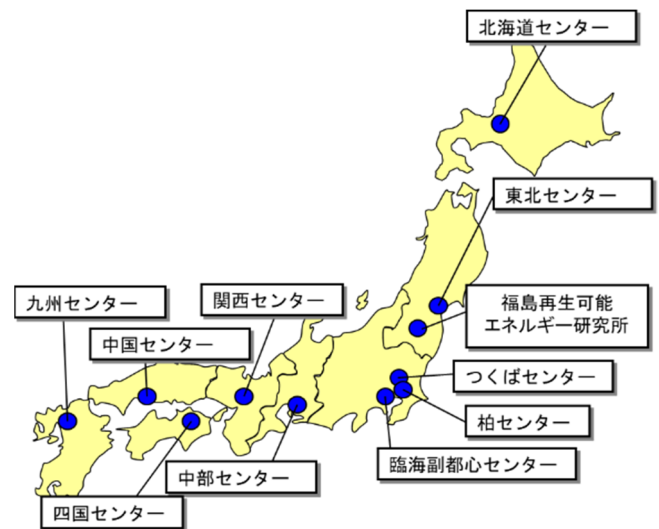 北海道センター
東北センター
福島再生可能
エネルギー研究所
九州センター
関西センター
中国センター
つくばセンター
柏センター
臨海副都心センター
中部センター
四国センター